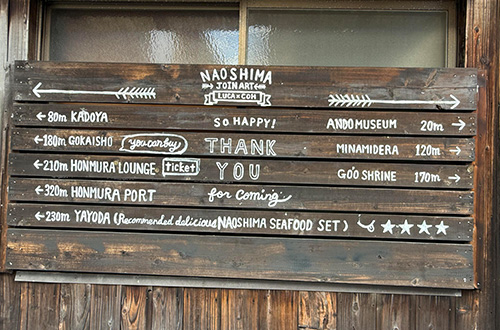 NAOSHIMA
JOIN ART
LUCA×COH
←80m KADOYA SO HAPPY! ANDO MUSEUM 20m→
←180m GOKAISHO you can buy THANK MINAMIDERA 120m→
←210m HONMURA LOUNGE. ticket YOU GOO SHRINE 170m→
←320m HONMURA PORT for coming
←230m YAYODA (Recommended delicious NAOSHIMA SEAFOOD SET) ★★★★